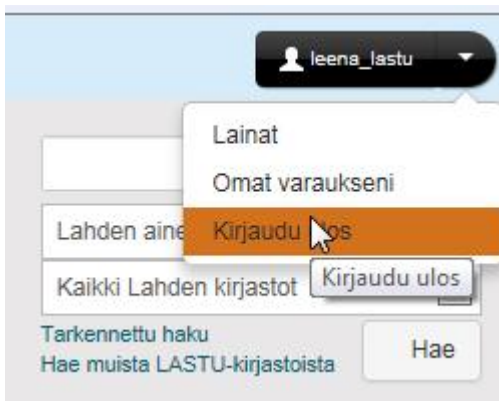 leena_lastu
Lainat
Omat varaukseni
Kirjaudu os
Kirjaudu ulos
Lahden aine
Kaikki Lahden kirjastot
Tarkennettu haku
Hae muista LASTU-kirjastoista
Hae